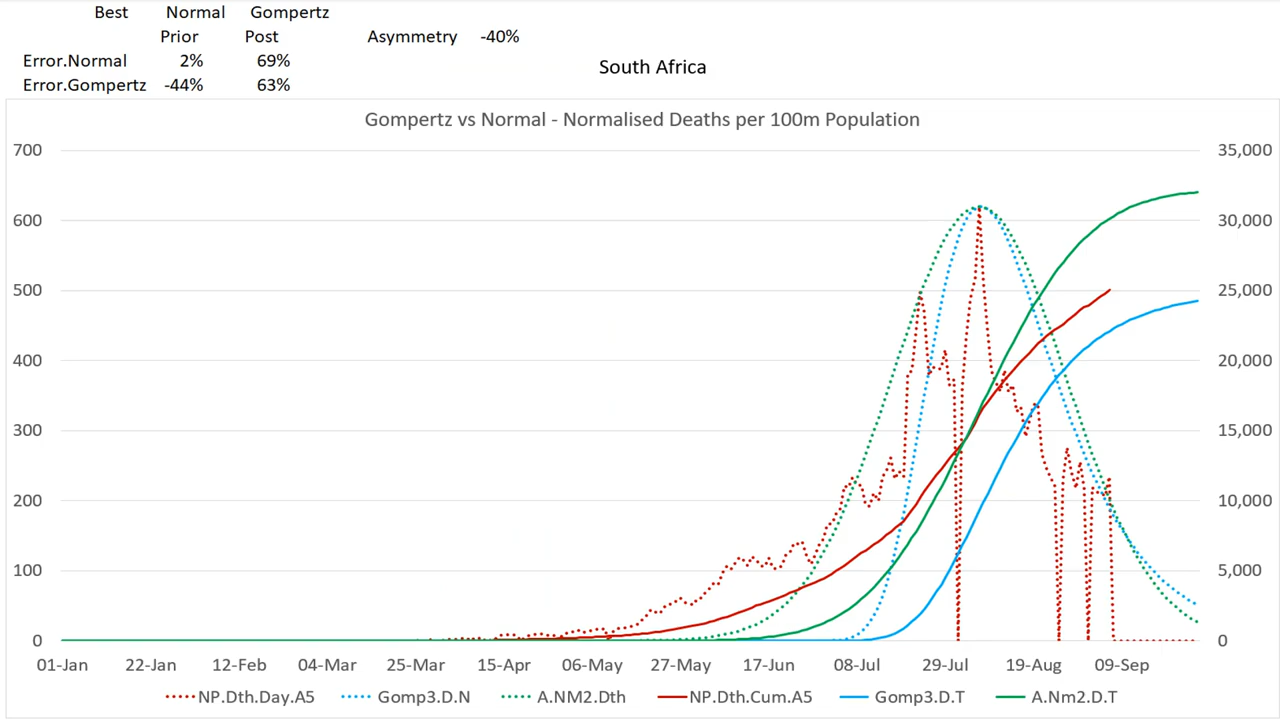 Best Normal Gompertz
Prior Post Asymmetry -40%
Error.Normal 2% 69%
South Africa
Error.Gompertz -44% 63%
Gompertz vs Normal - Normalised Deaths per 100m Population
700 35,000
600 30,000
500 25,000
400 20,000
300 15,000
200 10,000
100 5,000
0 0
01-Jan 22-Jan 12-Feb 04-Mar 25-Mar 15-Apr 06-May 27-May 17-Jun 08-Jul 29-Jul 19-Aug 09-Sep
NP.Dth.Day.A5 Gomp3.D.N A.NM2.Dth NP.Dth.Cum.A5 Gomp3.D.T A.Nm2.D.T